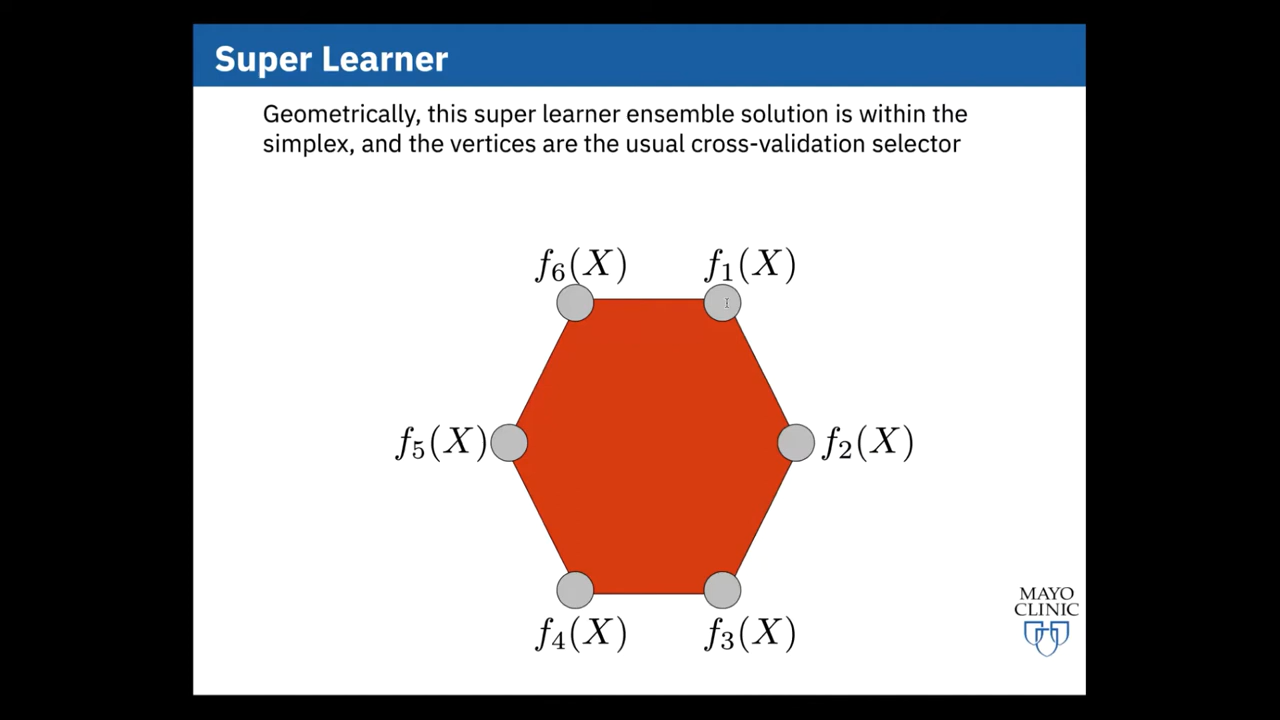 Super Learner
Geometrically, this super learner ensemble solution is within the
simplex, and the vertices are the usual cross-validation selector
f₆(X) f₁(X)
f₅(X) f₂(X)
f₄(X) f₃(X)
MAYO
CLINIC